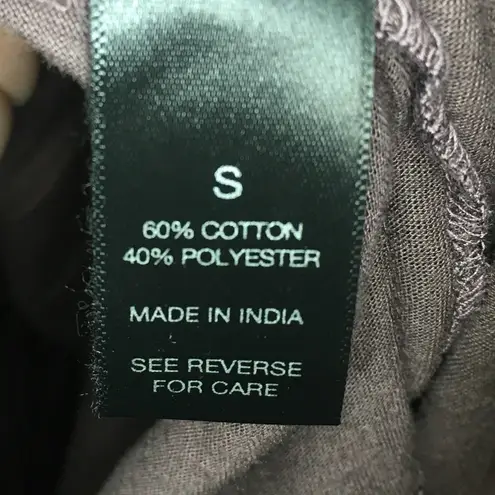 S
60% COTTON
40% POLYESTER
MADE IN INDIA
SEE REVERSE
FOR CARE